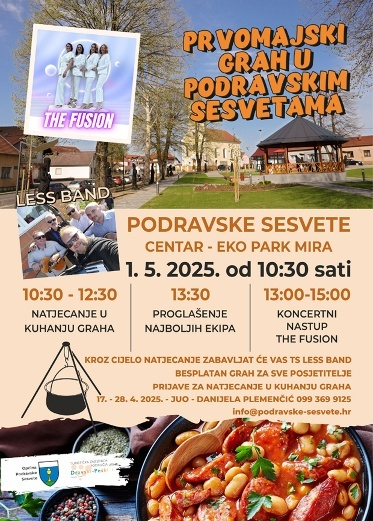 PRVOMAJSKI
GRAH U
PODRAVSKIM
SESVETAMA
THE FUSION
LESS BAND
PODRAVSKE SESVETE
CENTAR - EKO PARK MIRA
1. 5. 2025. od 10:30 sati
10:30 - 12:30
NATJECANJE U
KUHANJU GRAHA
13:30
PROGLAŠENJE
NAJBOLJIH EKIPA
13:00-15:00
KONCERTNI
NASTUP
THE FUSION
KROZ CIJELO NATJECANJE ZABAVLJAT ĆE VAS TS LESS BAND
BESPLATAN GRAH ZA SVE POSJETITELJE
PRIJAVE ZA NATJECANJE U KUHANJU GRAHA
17. - 28. 4. 2025. - JUO - DANIJELA PLEMENČIĆ 099 369 9125
info@podravske-sesvete.hr
Općina
Podravske
Sesvete